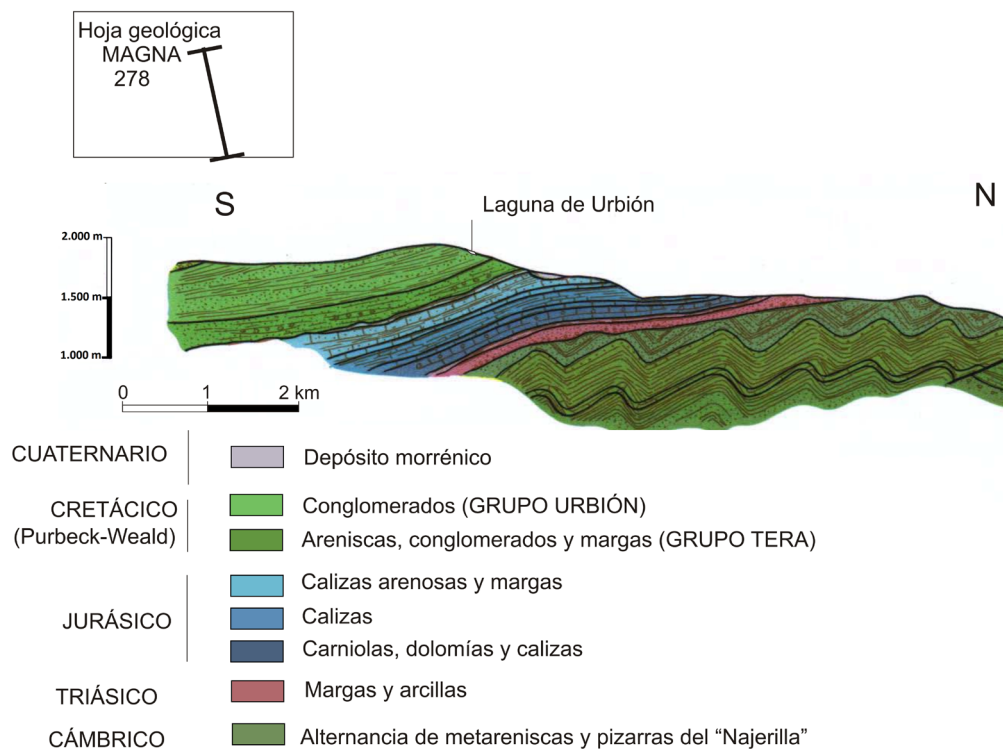 Hoja geológica
MAGNA
278
S
N
Laguna de Urbión
2.000 m
1.500 m
1.000 m
0 1 2 km
CUATERNARIO
Depósito morrénico
CRETÁCICO
(Purbeck-Weald)
Conglomerados (GRUPO URBIÓN)
Areniscas, conglomerados y margas (GRUPO TERA)
JURÁSICO
Calizas arenosas y margas
Calizas
Carniolas, dolomías y calizas
TRIÁSICO
Margas y arcillas
CÁMBRICO
Alternancia de metareniscas y pizarras del “Najerilla”